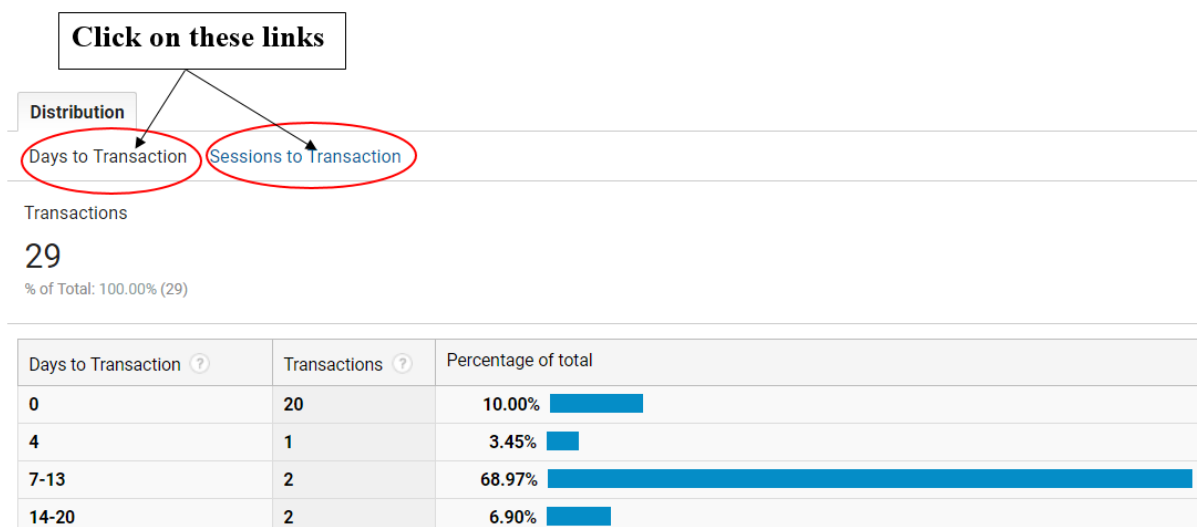 Click on these links
Distribution
Days to Transaction Sessions to Transaction
Transactions
29
% of Total: 100.00% (29)
Days to Transaction ? Transactions ? Percentage of total
0 20 10.00%
4 1 3.45%
7-13 2 68.97%
14-20 2 6.90%